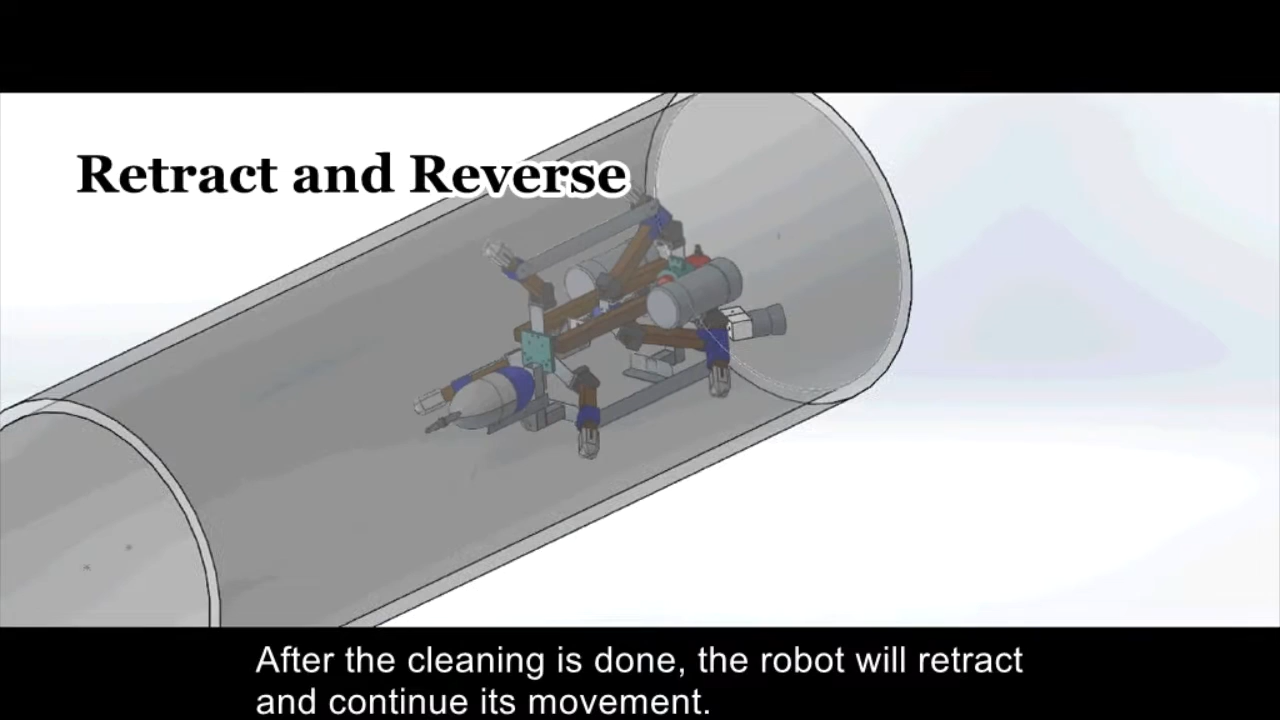 Retract and Reverse
After the cleaning is done, the robot will retract
and continue its movement.